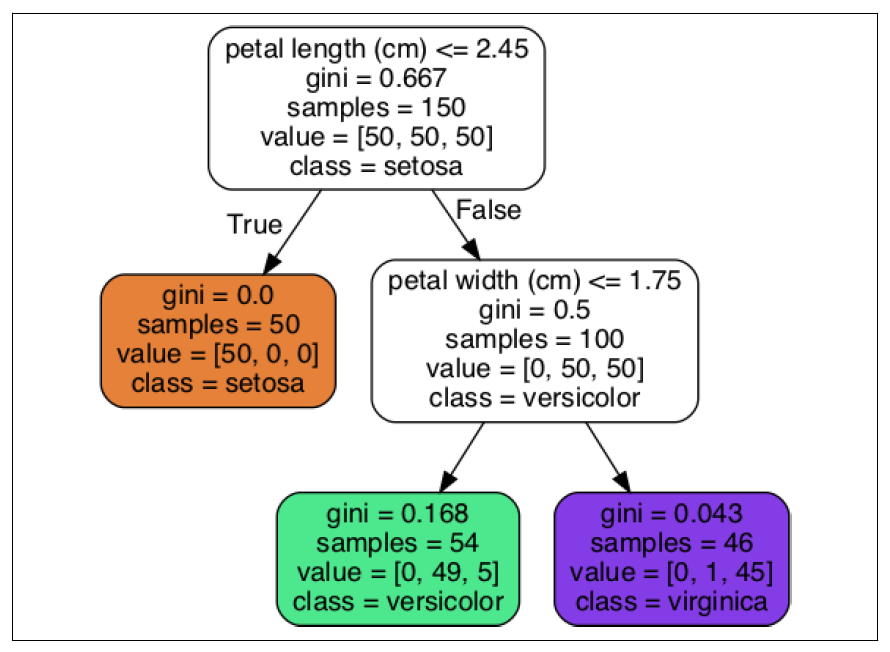 petal length (cm) <= 2.45
gini = 0.667
samples = 150
value = [50, 50, 50]
class = setosa
True
False
gini = 0.0
samples = 50
value = [50, 0, 0]
class = setosa
petal width (cm) <= 1.75
gini = 0.5
samples = 100
value = [0, 50, 50]
class = versicolor
gini = 0.168
samples = 54
value = [0, 49, 5]
class = versicolor
gini = 0.043
samples = 46
value = [0, 1, 45]
class = virginica